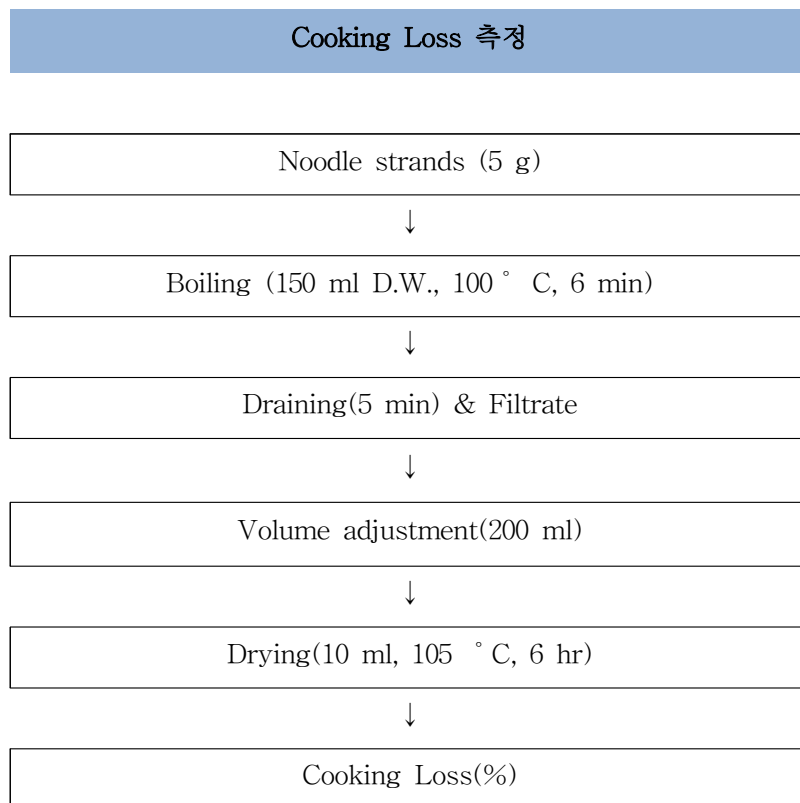 Cooking Loss 측정
Noodle strands (5 g)
↓
Boiling (150 ml D.W., 100˚ C, 6 min)
↓
Draining(5 min) & Filtrate
↓
Volume adjustment(200 ml)
↓
Drying(10 ml, 105 ˚C, 6 hr)
↓
Cooking Loss(%)